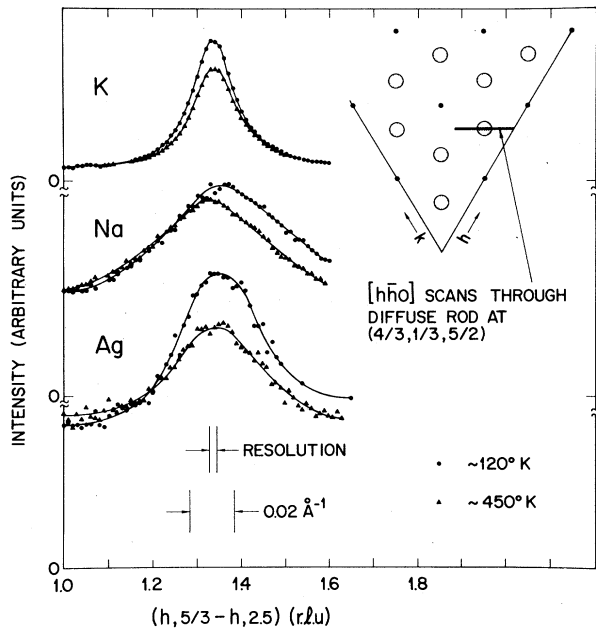 INTENSITY (ARBITRARY UNITS)
K
0
Na
Ag
0
0
k
h
[hh̄0] SCANS THROUGH
DIFFUSE ROD AT
(4/3,1/3,5/2)
RESOLUTION
0.02 Å⁻¹
~120° K
~450° K
1.0 1.2 1.4 1.6 1.8
(h,5/3-h,2.5) (r.ℓ.u)